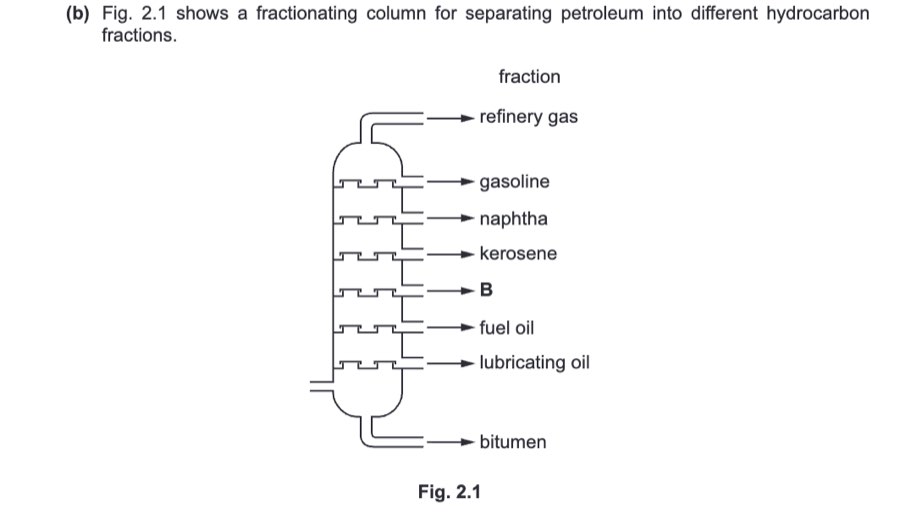 (b) Fig. 2.1 shows a fractionating column for separating petroleum into different hydrocarbon
fractions.
fraction
refinery gas
gasoline
naphtha
kerosene
B
fuel oil
lubricating oil
bitumen
Fig. 2.1